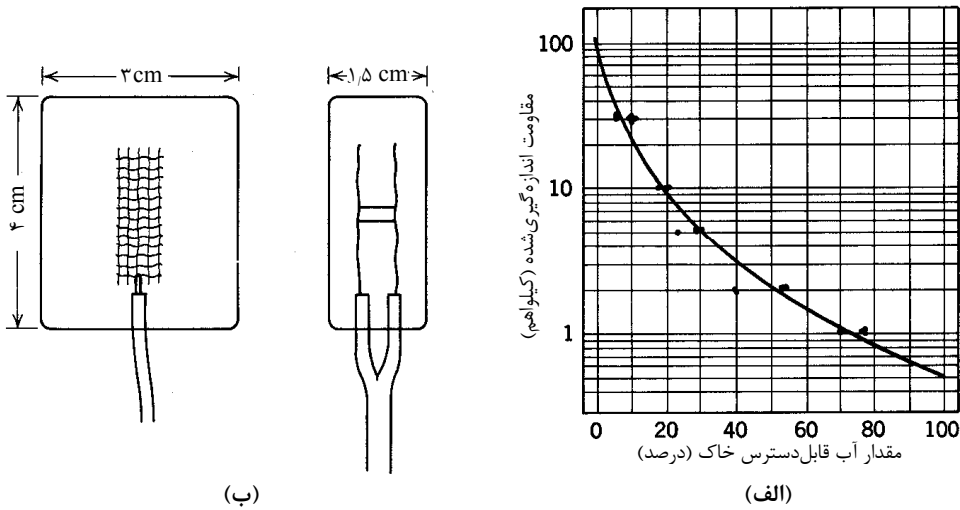 ۳cm
۱٫۵ cm
۴ cm
(ب)
مقاومت اندازه‌گیری‌شده (کیلواهم)
100
10
1
0 20 40 60 80 100
مقدار آب قابل‌دسترس خاک (درصد)
(الف)